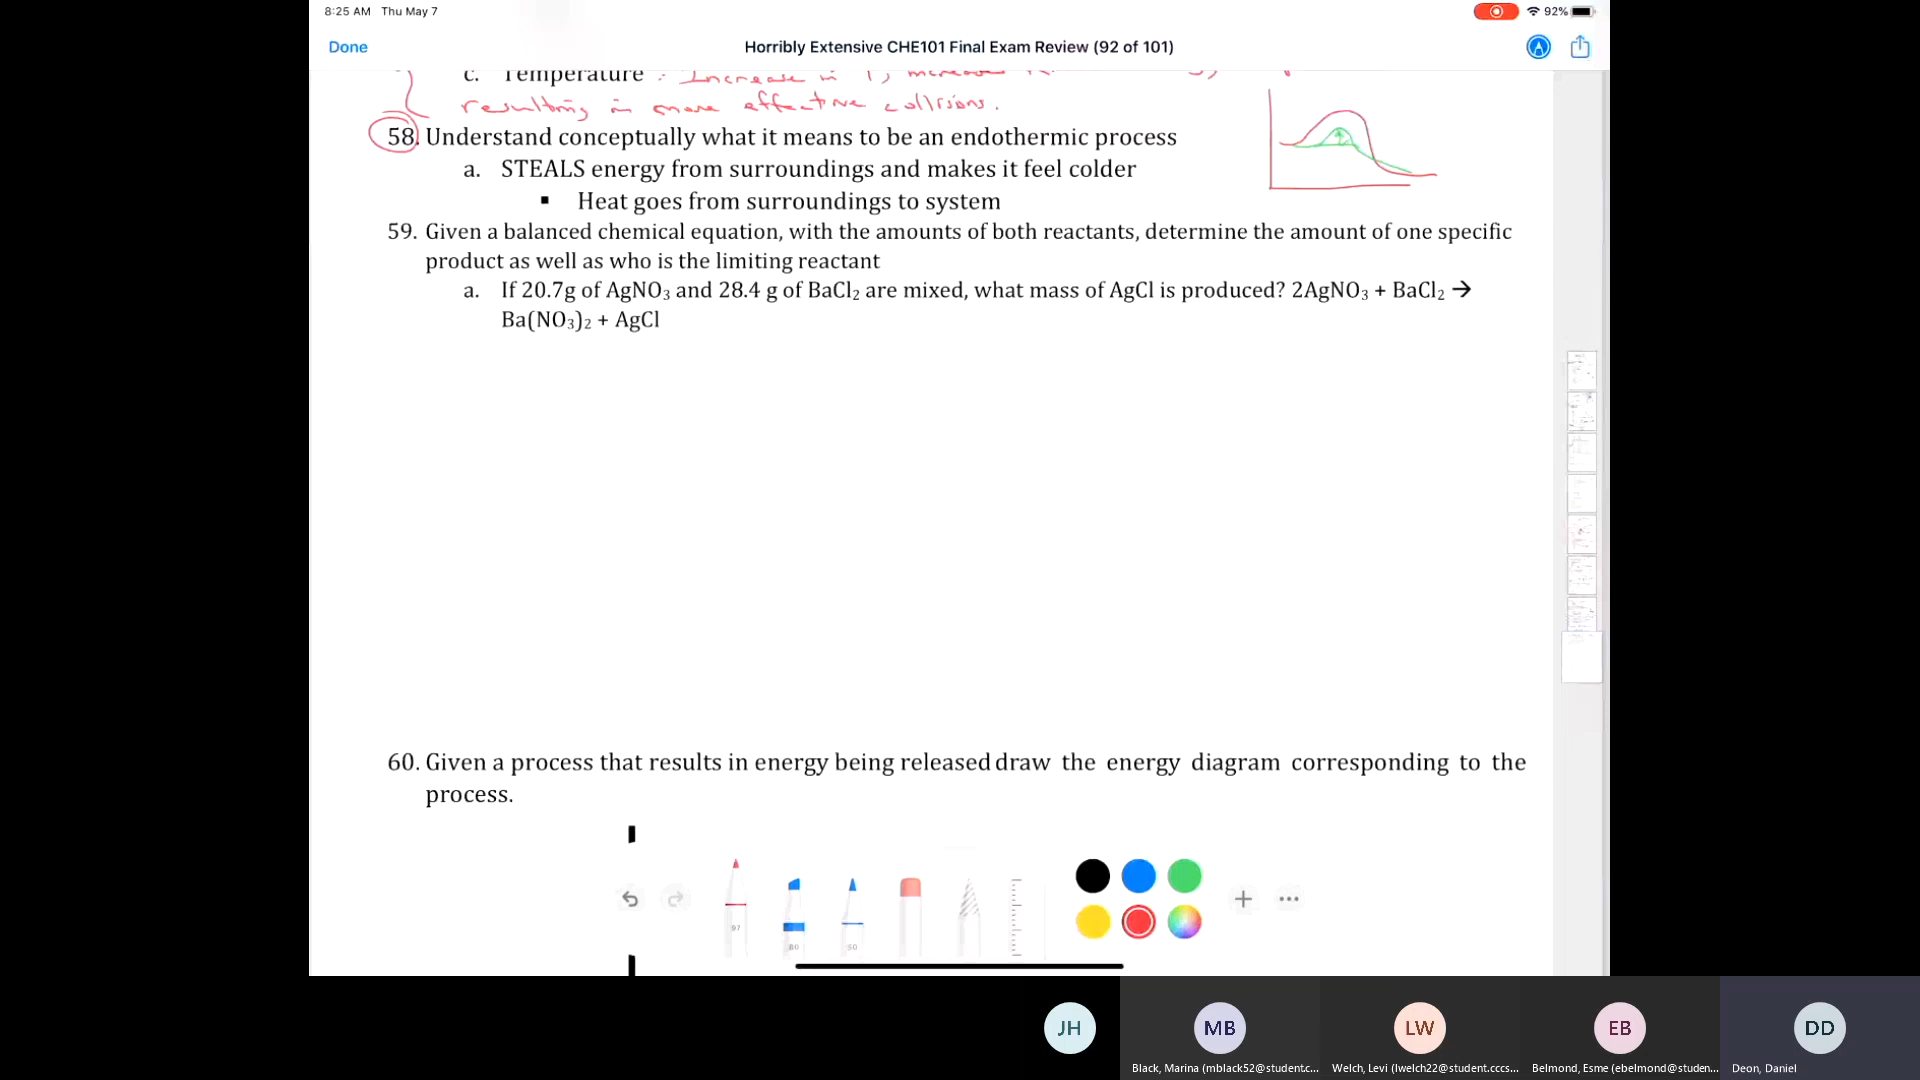 8:25 AM Thu May 7
92%
Done
Horribly Extensive CHE101 Final Exam Review (92 of 101)
c. Temperature : Increase in T, increase
resulting in more effective collisions.
58. Understand conceptually what it means to be an endothermic process
a. STEALS energy from surroundings and makes it feel colder
▪ Heat goes from surroundings to system
59. Given a balanced chemical equation, with the amounts of both reactants, determine the amount of one specific
product as well as who is the limiting reactant
a. If 20.7g of AgNO₃ and 28.4 g of BaCl₂ are mixed, what mass of AgCl is produced? 2AgNO₃ + BaCl₂ →
Ba(NO₃)₂ + AgCl
60. Given a process that results in energy being released draw the energy diagram corresponding to the
process.
97
80
50
JH
MB
LW
EB
DD
Black, Marina (mblack52@student.c...
Welch, Levi (lwelch22@student.cccs...
Belmond, Esme (ebelmond@studen...
Deon, Daniel